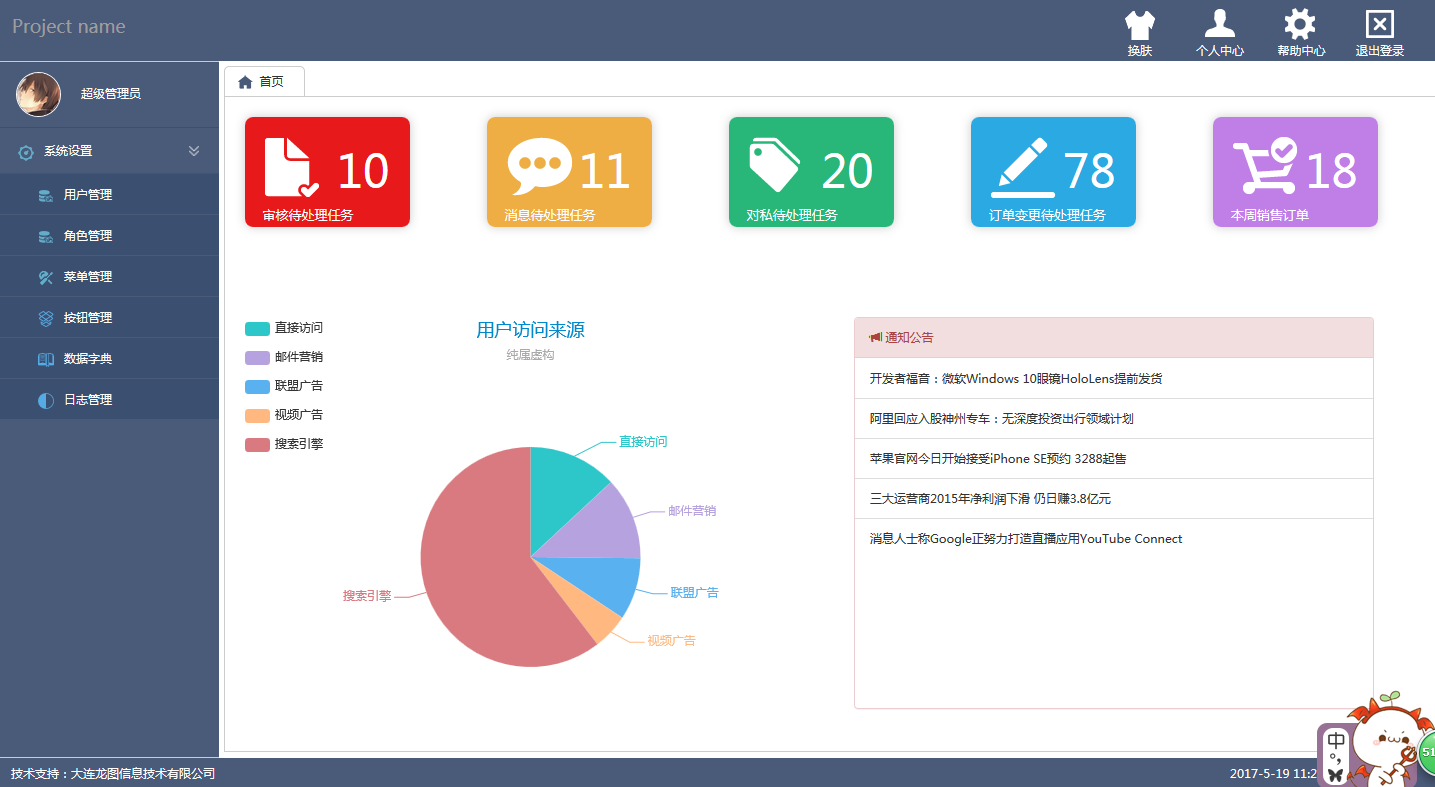 Project name
换肤
个人中心
帮助中心
退出登录
超级管理员
系统设置
用户管理
角色管理
菜单管理
按钮管理
数据字典
日志管理
首页
10
审核待处理任务
11
消息待处理任务
20
对私待处理任务
78
订单变更待处理任务
18
本周销售订单
直接访问
邮件营销
联盟广告
视频广告
搜索引擎
用户访问来源
纯属虚构
直接访问
邮件营销
联盟广告
视频广告
搜索引擎
通知公告
开发者福音：微软Windows 10眼镜HoloLens提前发货
阿里回应入股神州专车：无深度投资出行领域计划
苹果官网今日开始接受iPhone SE预约 3288起售
三大运营商2015年净利润下滑 仍日赚3.8亿元
消息人士称Google正努力打造直播应用YouTube Connect
技术支持：大连龙图信息技术有限公司
2017-5-19 11:2
中
°,
51